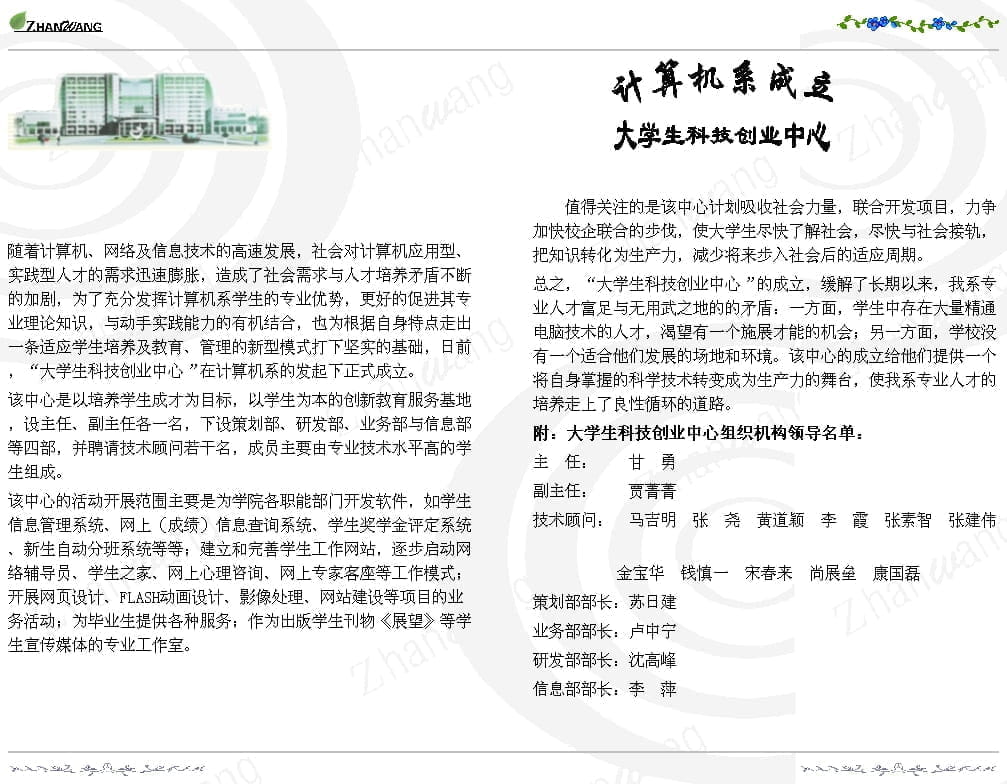 ZHANWANG
计算机系成立
大学生科技创业中心
随着计算机、网络及信息技术的高速发展，社会对计算机应用型、
实践型人才的需求迅速膨胀，造成了社会需求与人才培养矛盾不断
的加剧，为了充分发挥计算机系学生的专业优势，更好的促进其专
业理论知识，与动手实践能力的有机结合，也为根据自身特点走出
一条适应学生培养及教育、管理的新型模式打下坚实的基础，日前
，“大学生科技创业中心 ”在计算机系的发起下正式成立。
该中心是以培养学生成才为目标，以学生为本的创新教育服务基地
，设主任、副主任各一名，下设策划部、研发部、业务部与信息部
等四部，并聘请技术顾问若干名，成员主要由专业技术水平高的学
生组成。
该中心的活动开展范围主要是为学院各职能部门开发软件，如学生
信息管理系统、网上（成绩）信息查询系统、学生奖学金评定系统
、新生自动分班系统等等；建立和完善学生工作网站，逐步启动网
络辅导员、学生之家、网上心理咨询、网上专家客座等工作模式；
开展网页设计、FLASH动画设计、影像处理、网站建设等项目的业
务活动；为毕业生提供各种服务；作为出版学生刊物《展望》等学
生宣传媒体的专业工作室。
值得关注的是该中心计划吸收社会力量，联合开发项目，力争
加快校企联合的步伐，使大学生尽快了解社会，尽快与社会接轨，
把知识转化为生产力，减少将来步入社会后的适应周期。
总之，“大学生科技创业中心 ”的成立，缓解了长期以来，我系专
业人才富足与无用武之地的的矛盾：一方面，学生中存在大量精通
电脑技术的人才，渴望有一个施展才能的机会；另一方面，学校没
有一个适合他们发展的场地和环境。该中心的成立给他们提供一个
将自身掌握的科学技术转变成为生产力的舞台，使我系专业人才的
培养走上了良性循环的道路。
附：大学生科技创业中心组织机构领导名单：
主　任：　　甘　勇
副主任：　　贾菁菁
技术顾问：　马吉明　张　尧　黄道颖　李　霞　张素智　张建伟
金宝华　钱慎一　宋春来　尚展垒　康国磊
策划部部长：苏日建
业务部部长：卢中宁
研发部部长：沈高峰
信息部部长：李　萍